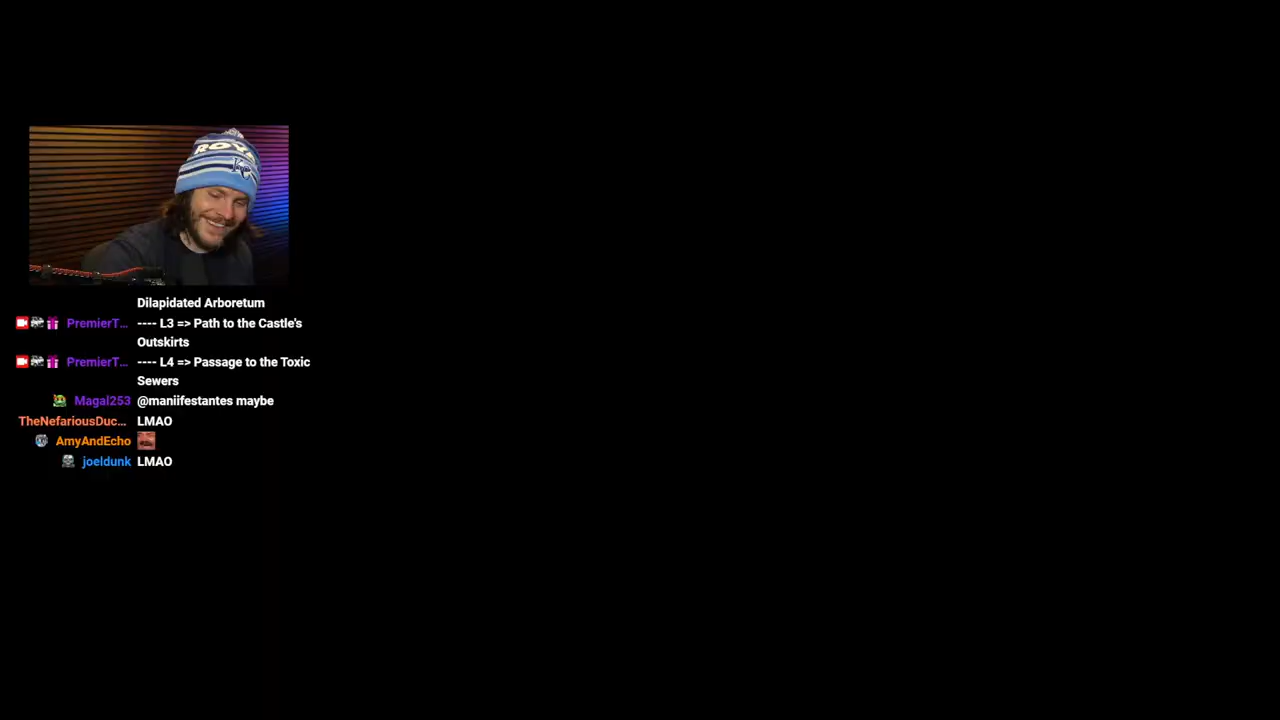 ROYA
KC
Dilapidated Arboretum
PremierT... ---- L3 => Path to the Castle's
Outskirts
PremierT... ---- L4 => Passage to the Toxic
Sewers
Magal253 @maniifestantes maybe
TheNefariousDuc... LMAO
AmyAndEcho
joeldunk LMAO